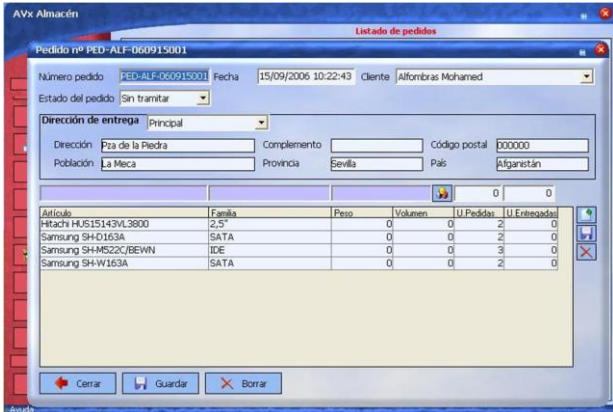 AVx Almacén
Listado de pedidos
Pedido nº PED-ALF-060915001
Número pedido PED-ALF-060915001 Fecha 15/09/2006 10:22:43 Cliente Alfombras Mohamed
Estado del pedido Sin tramitar
Dirección de entrega Principal
Dirección Pza de la Piedra Complemento Código postal 000000
Población La Meca Provincia Sevilla País Afganistán
0 0
Artículo Familia Peso Volumen U.Pedidas U.Entregadas
Hitachi HUS15143VL3800 2,5" 0 0 2 0
Samsung SH-D163A SATA 0 0 2 0
Samsung SH-M522C/BEWN IDE 0 0 3 0
Samsung SH-W163A SATA 0 0 2 0
Cerrar Guardar Borrar
Ayuda